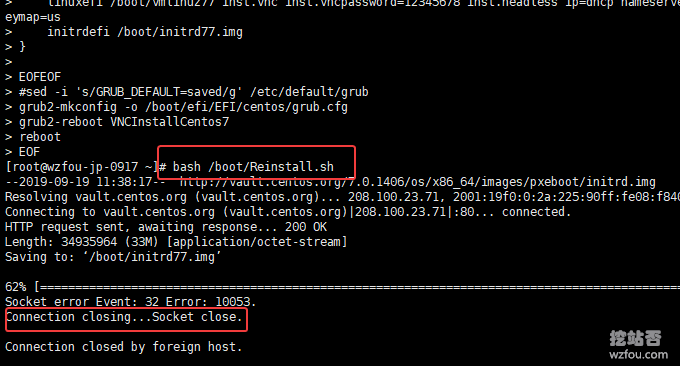 > linuxefi /boot/vmlinuz77 inst.vnc inst.vncpassword=12345678 inst.headless ip=dhcp nameserve
eymap=us
> initrdefi /boot/initrd77.img
> }
>
> EOFEOF
> #sed -i 's/GRUB_DEFAULT=saved/g' /etc/default/grub
> grub2-mkconfig -o /boot/efi/EFI/centos/grub.cfg
> grub2-reboot VNCInstallCentos7
> reboot
> EOF
[root@wzfou-jp-0917 ~]# bash /boot/Reinstall.sh
--2019-09-19 11:38:17-- http://vault.centos.org/7.0.1406/os/x86_64/images/pxeboot/initrd.img
Resolving vault.centos.org (vault.centos.org)... 208.100.23.71, 2001:19f0:0:2a:225:90ff:fe08:f840
Connecting to vault.centos.org (vault.centos.org)|208.100.23.71|:80... connected.
HTTP request sent, awaiting response... 200 OK
Length: 34935964 (33M) [application/octet-stream]
Saving to: ‘/boot/initrd77.img’
62% [=====================================================================================
Socket error Event: 32 Error: 10053.
Connection closing...Socket close.
Connection closed by foreign host.
挖站否
wzfou.com